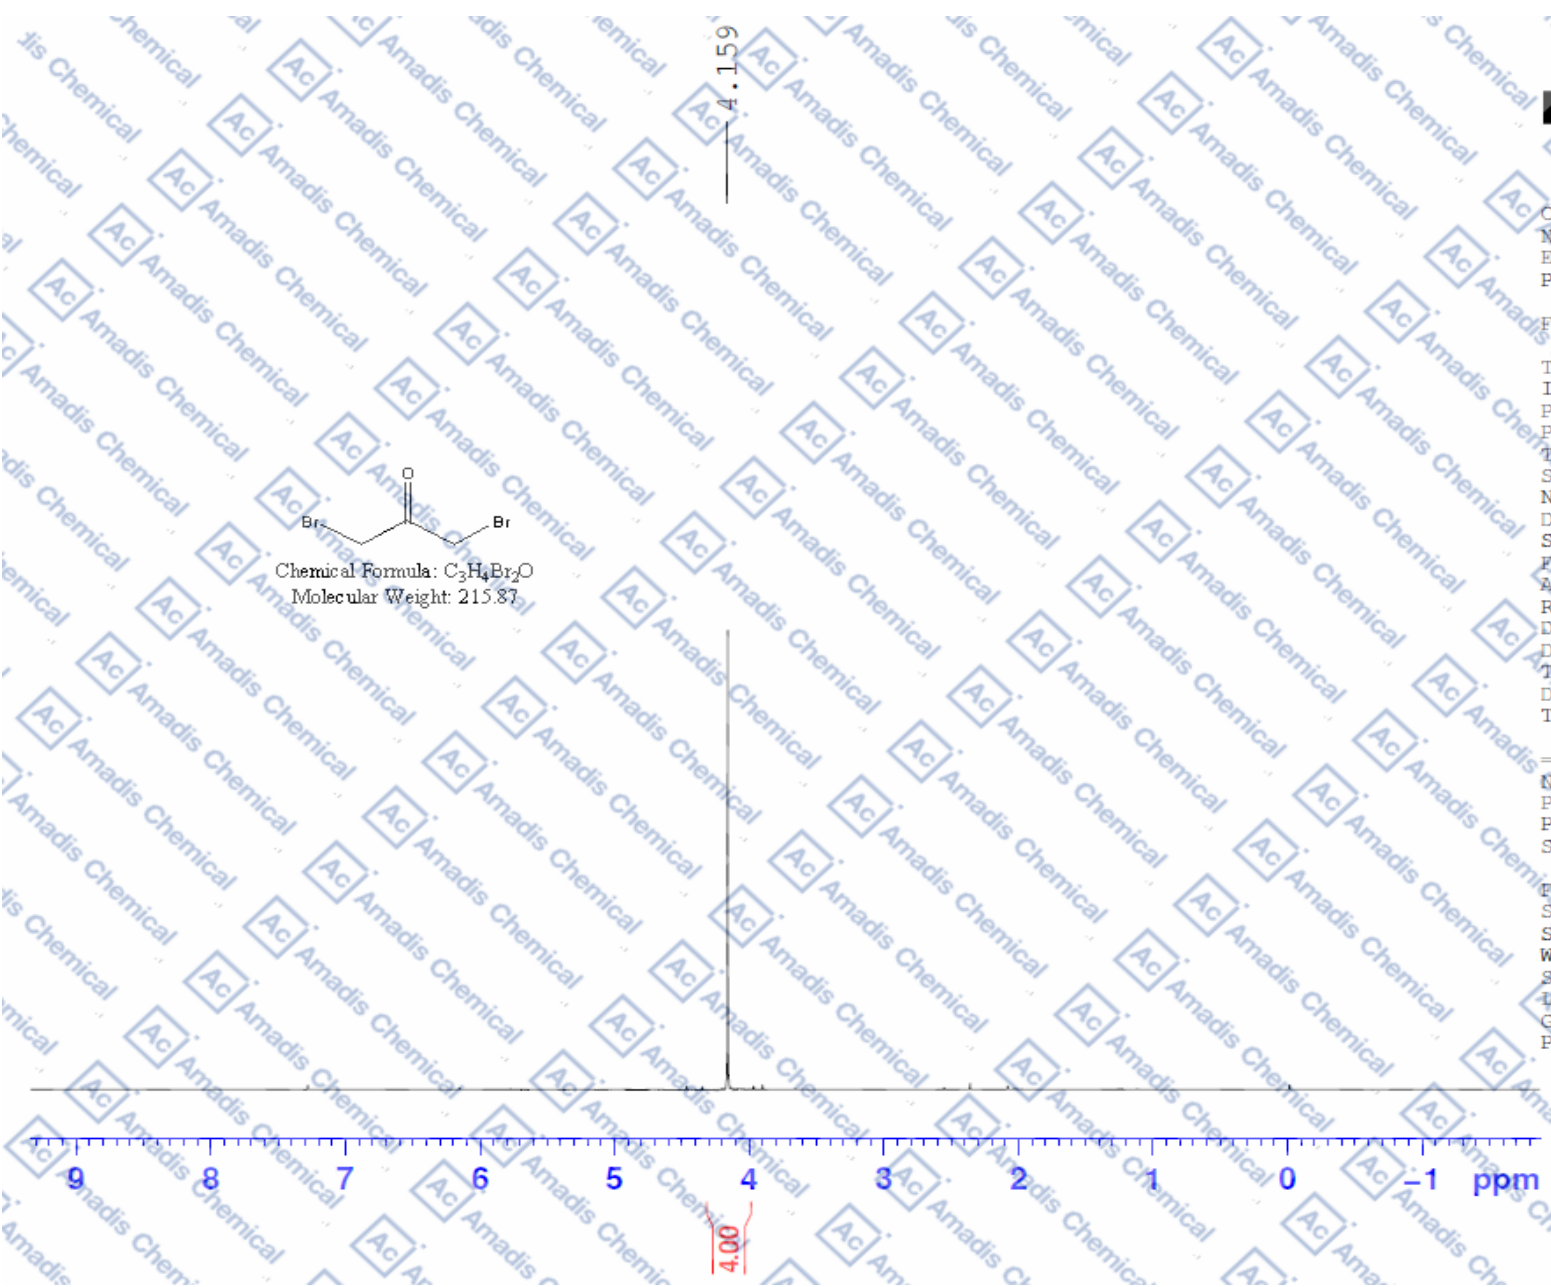 4.159
O
Br
Br
Chemical Formula: C₃H₄Br₂O
Molecular Weight: 215.87
9 8 7 6 5 4 3 2 1 0 −1 ppm
4.00
Ac Amadis Chemical